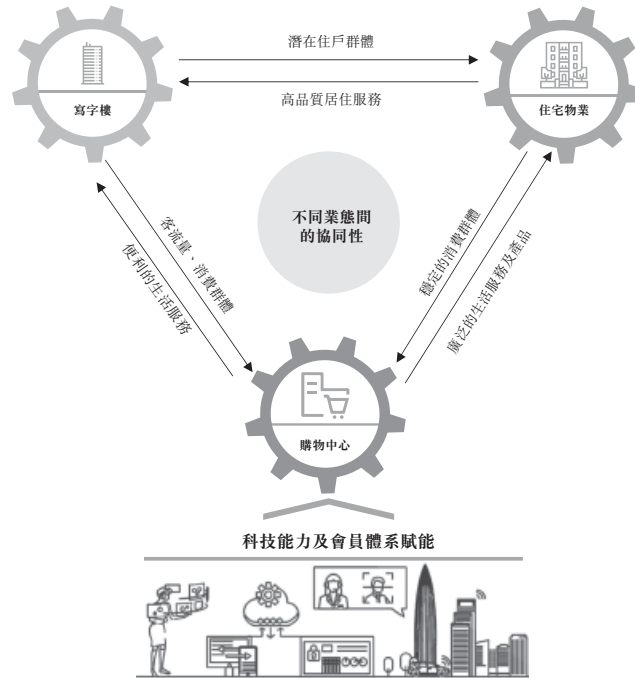 潛在住戶群體
高品質居住服務
寫字樓
住宅物業
不同業態間
的協同性
客流量、消費群體
便利的生活服務
穩定的消費群體
廣泛的生活服務及產品
購物中心
科技能力及會員體系賦能